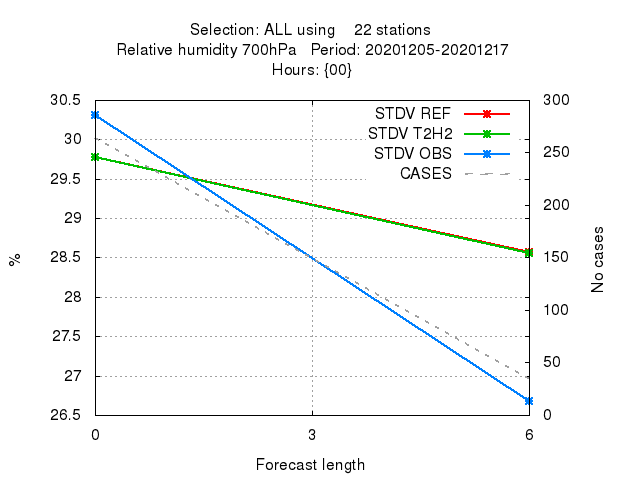 Selection: ALL using 22 stations
Relative humidity 700hPa Period: 20201205-20201217
Hours: {00}
30.5
30
29.5
29
28.5
28
27.5
27
26.5
300
250
200
150
100
50
0
STDV REF
STDV T2H2
STDV OBS
CASES
%
No cases
0
3
6
Forecast length